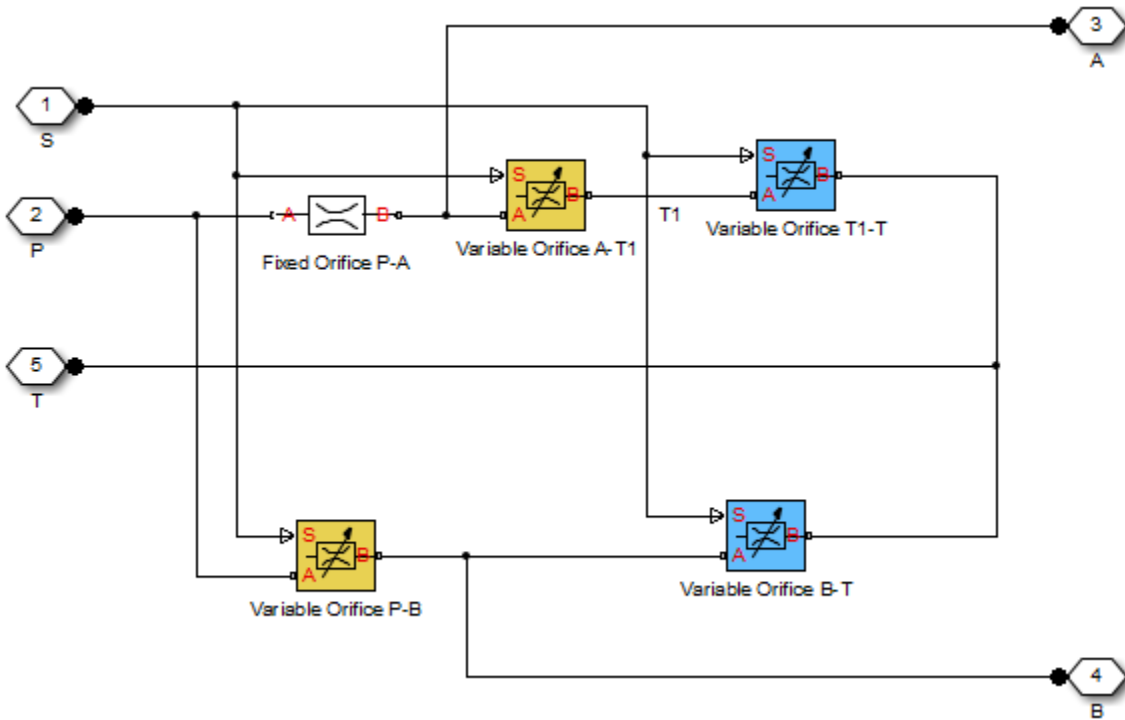 3
A
1
S
S
B
A
Variable Orifice T1-T
S
B
A
Variable Orifice A-T1
T1
2
P
A
B
Fixed Orifice P-A
5
T
S
B
A
Variable Orifice P-B
S
B
A
Variable Orifice B-T
4
B